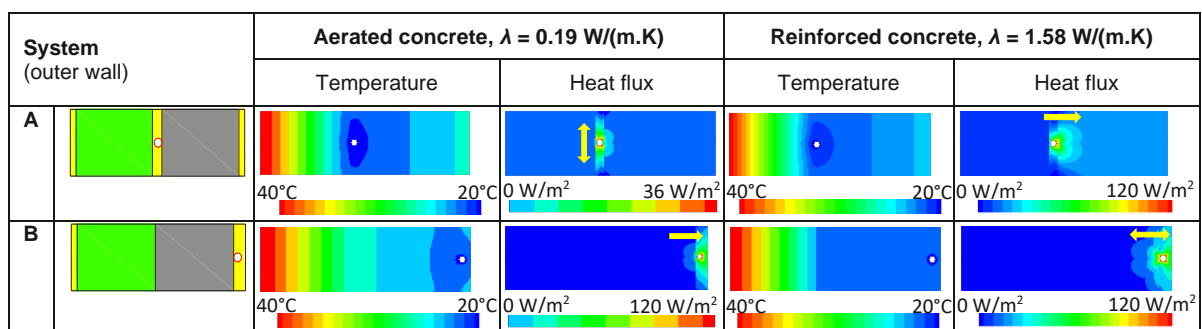 System
(outer wall)
Aerated concrete, λ = 0.19 W/(m.K)
Reinforced concrete, λ = 1.58 W/(m.K)
Temperature
Heat flux
Temperature
Heat flux
A
40°C
20°C
0 W/m²
36 W/m²
40°C
20°C
0 W/m²
120 W/m²
B
40°C
20°C
0 W/m²
120 W/m²
40°C
20°C
0 W/m²
120 W/m²